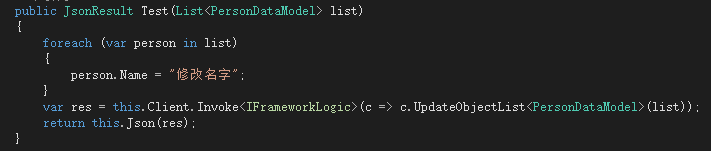 public JsonResult Test(List<PersonDataModel> list)
{
foreach (var person in list)
{
person.Name = "修改名字";
}
var res = this.Client.Invoke<IFrameworkLogic>(c => c.UpdateObjectList<PersonDataModel>(list));
return this.Json(res);
}